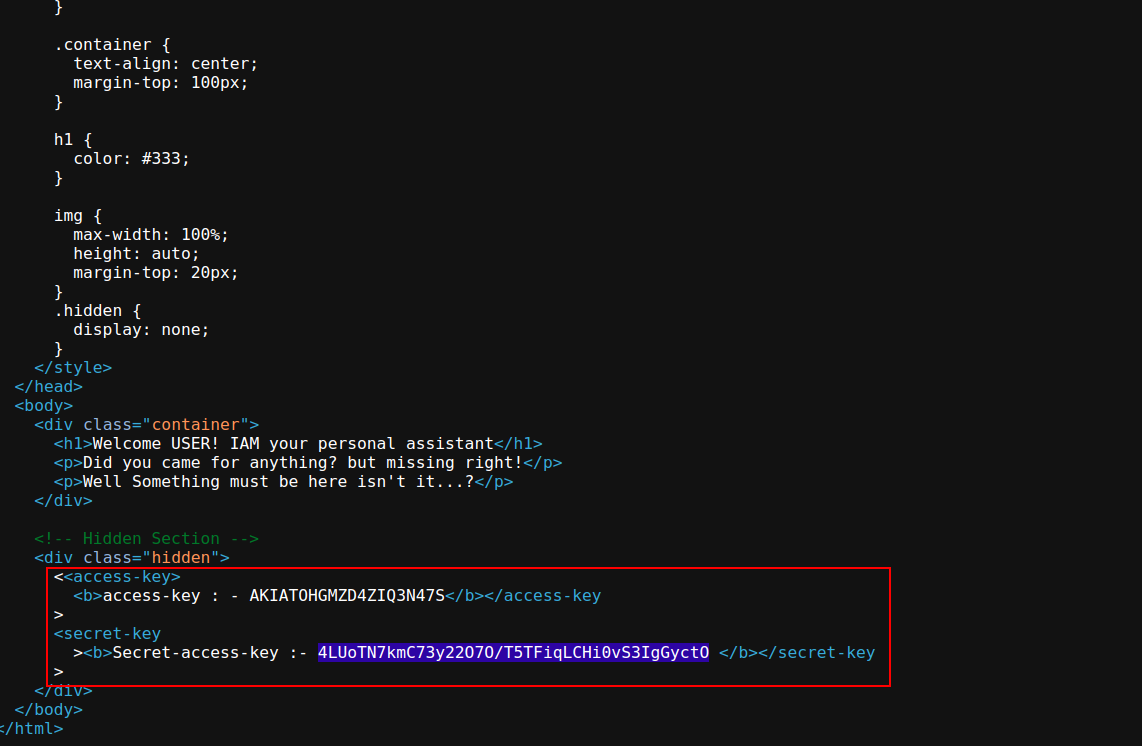 }
.container {
text-align: center;
margin-top: 100px;
}
h1 {
color: #333;
}
img {
max-width: 100%;
height: auto;
margin-top: 20px;
}
.hidden {
display: none;
}
</style>
</head>
<body>
<div class="container">
<h1>Welcome USER! IAM your personal assistant</h1>
<p>Did you came for anything? but missing right!</p>
<p>Well Something must be here isn't it...?</p>
</div>
<!-- Hidden Section -->
<div class="hidden">
<<access-key>
<b>access-key : - AKIATOHGMZD4ZIQ3N47S</b></access-key
>
<secret-key
><b>Secret-access-key :- 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 </b></secret-key
>
</div>
</body>
</html>